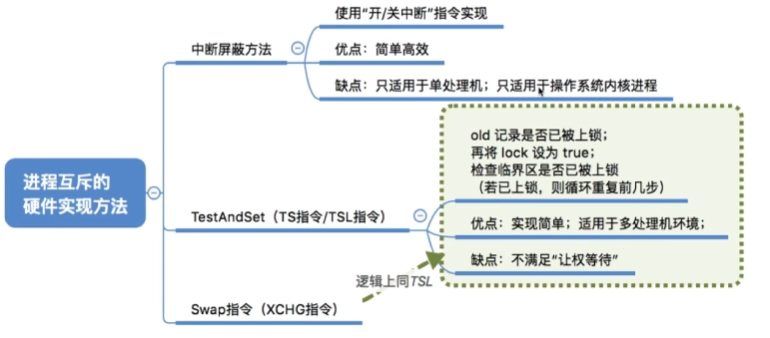 使用“开/关中断”指令实现
中断屏蔽方法
优点：简单高效
缺点：只适用于单处理机；只适用于操作系统内核进程
进程互斥的
硬件实现方法
old 记录是否已被上锁；
再将 lock 设为 true；
检查临界区是否已被上锁
（若已上锁，则循环重复前几步）
TestAndSet（TS指令/TSL指令）
优点：实现简单；适用于多处理机环境；
缺点：不满足“让权等待”
逻辑上同TSL
Swap指令（XCHG指令）